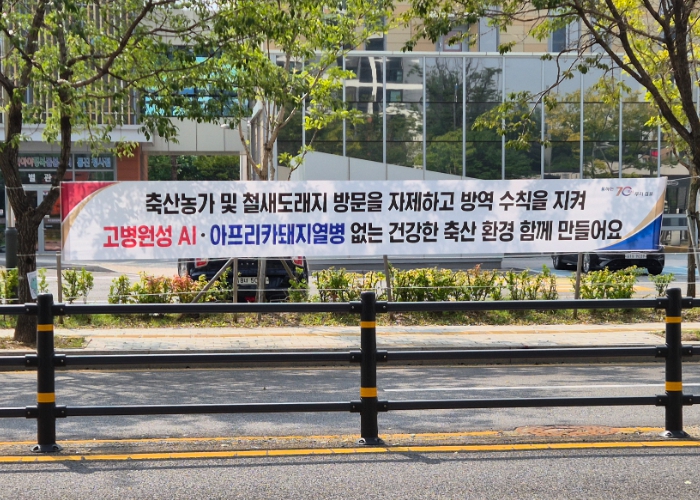 축산농가 및 철새도래지 방문을 자제하고 방역 수칙을 지켜
고병원성 AI · 아프리카돼지열병 없는 건강한 축산 환경 함께 만들어요
별관